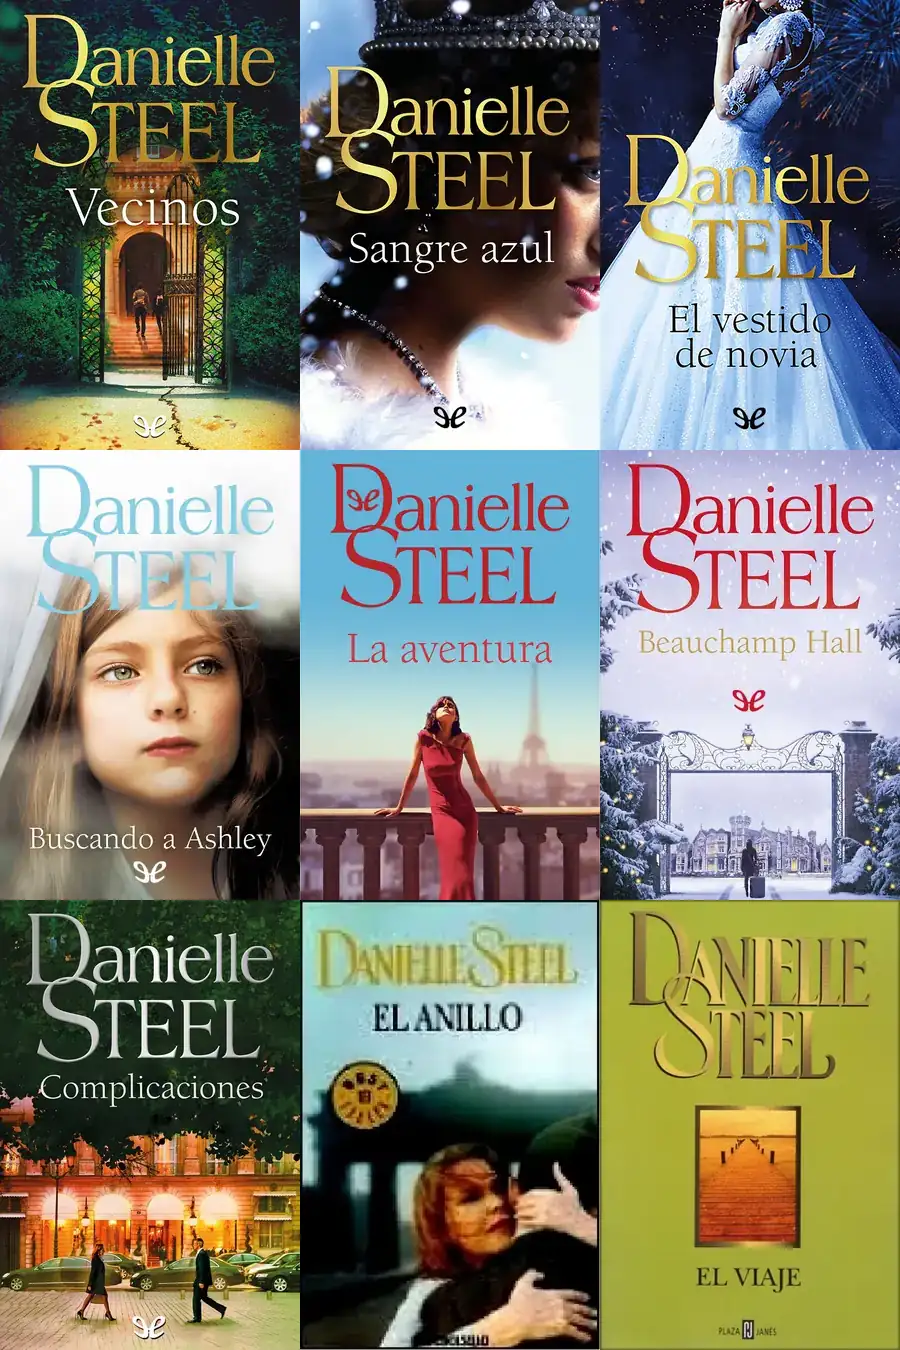 Danielle
STEEL
Vecinos
Danielle
STEEL
Sangre azul
Danielle
STEEL
El vestido
de novia
Danielle
STEEL
Buscando a Ashley
Danielle
STEEL
La aventura
Danielle
STEEL
Beauchamp Hall
Danielle
STEEL
Complicaciones
DANIELLE STEEL
EL ANILLO
BEST
SELLER
DANIELLE
STEEL
EL VIAJE
PLAZA JANÉS